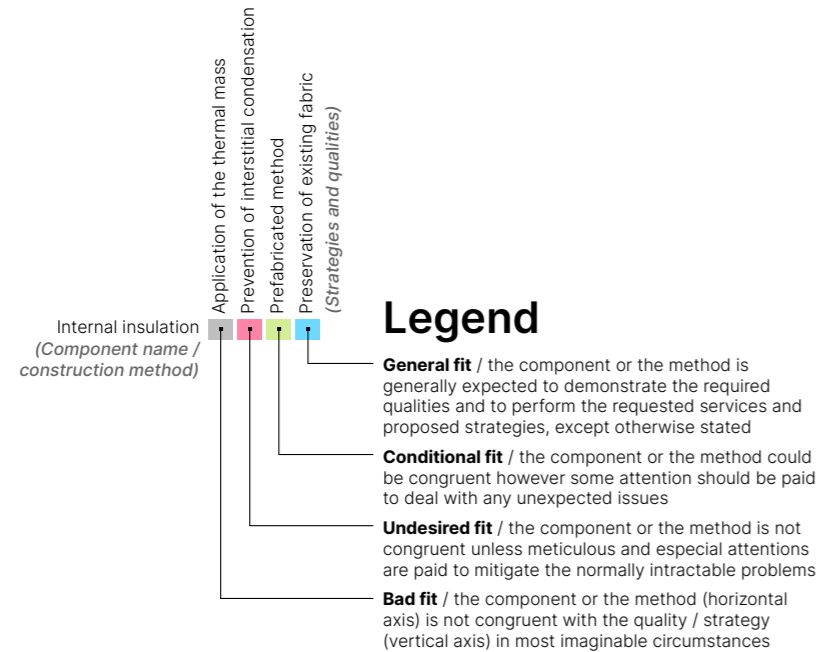 Application of the thermal mass
Prevention of interstitial condensation
Prefabricated method
Preservation of existing fabric
(Strategies and qualities)
Internal insulation
(Component name /
construction method)
Legend
General fit / the component or the method is
generally expected to demonstrate the required
qualities and to perform the requested services and
proposed strategies, except otherwise stated
Conditional fit / the component or the method could
be congruent however some attention should be paid
to deal with any unexpected issues
Undesired fit / the component or the method is not
congruent unless meticulous and especial attentions
are paid to mitigate the normally intractable problems
Bad fit / the component or the method (horizontal
axis) is not congruent with the quality / strategy
(vertical axis) in most imaginable circumstances